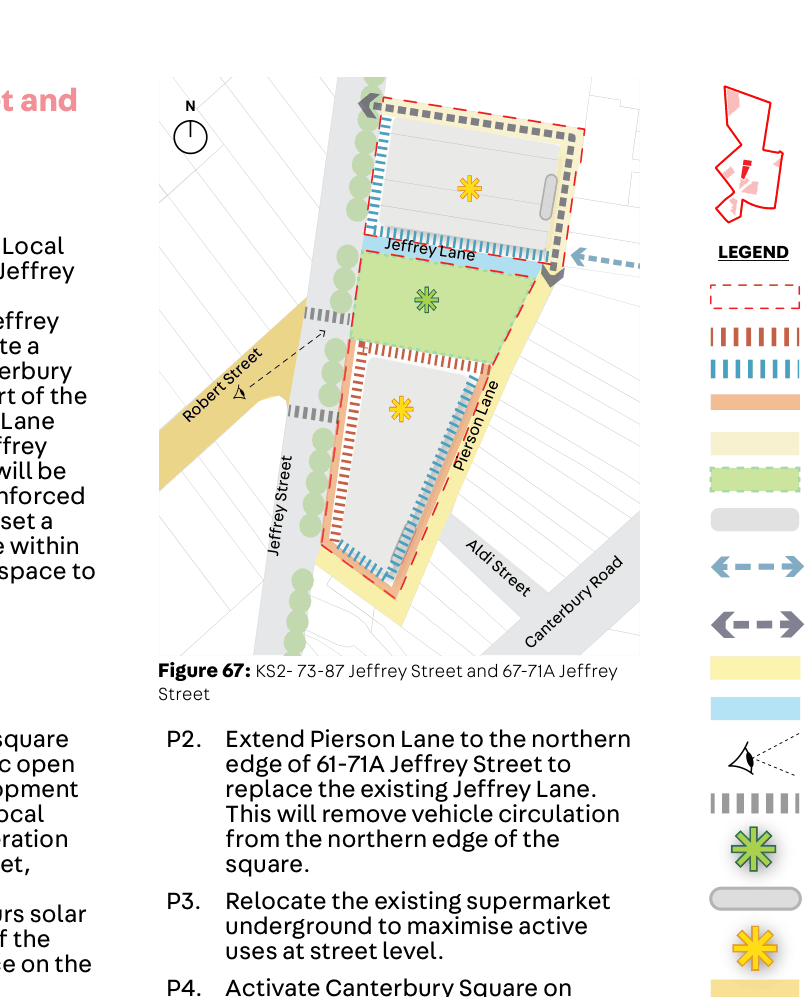 t and
Local
Jeffrey
effrey
te a
erbury
rt of the
Lane
ffrey
will be
nforced
set a
e within
space to
square
c open
opment
ocal
eration
et,
urs solar
f the
ce on the
N
Jeffrey Lane
Robert Street
Pierson Lane
Jeffrey Street
Aldi Street
Canterbury Road
Figure 67: KS2- 73-87 Jeffrey Street and 67-71A Jeffrey
Street
P2. Extend Pierson Lane to the northern
edge of 61-71A Jeffrey Street to
replace the existing Jeffrey Lane.
This will remove vehicle circulation
from the northern edge of the
square.
P3. Relocate the existing supermarket
underground to maximise active
uses at street level.
P4. Activate Canterbury Square on
LEGEND